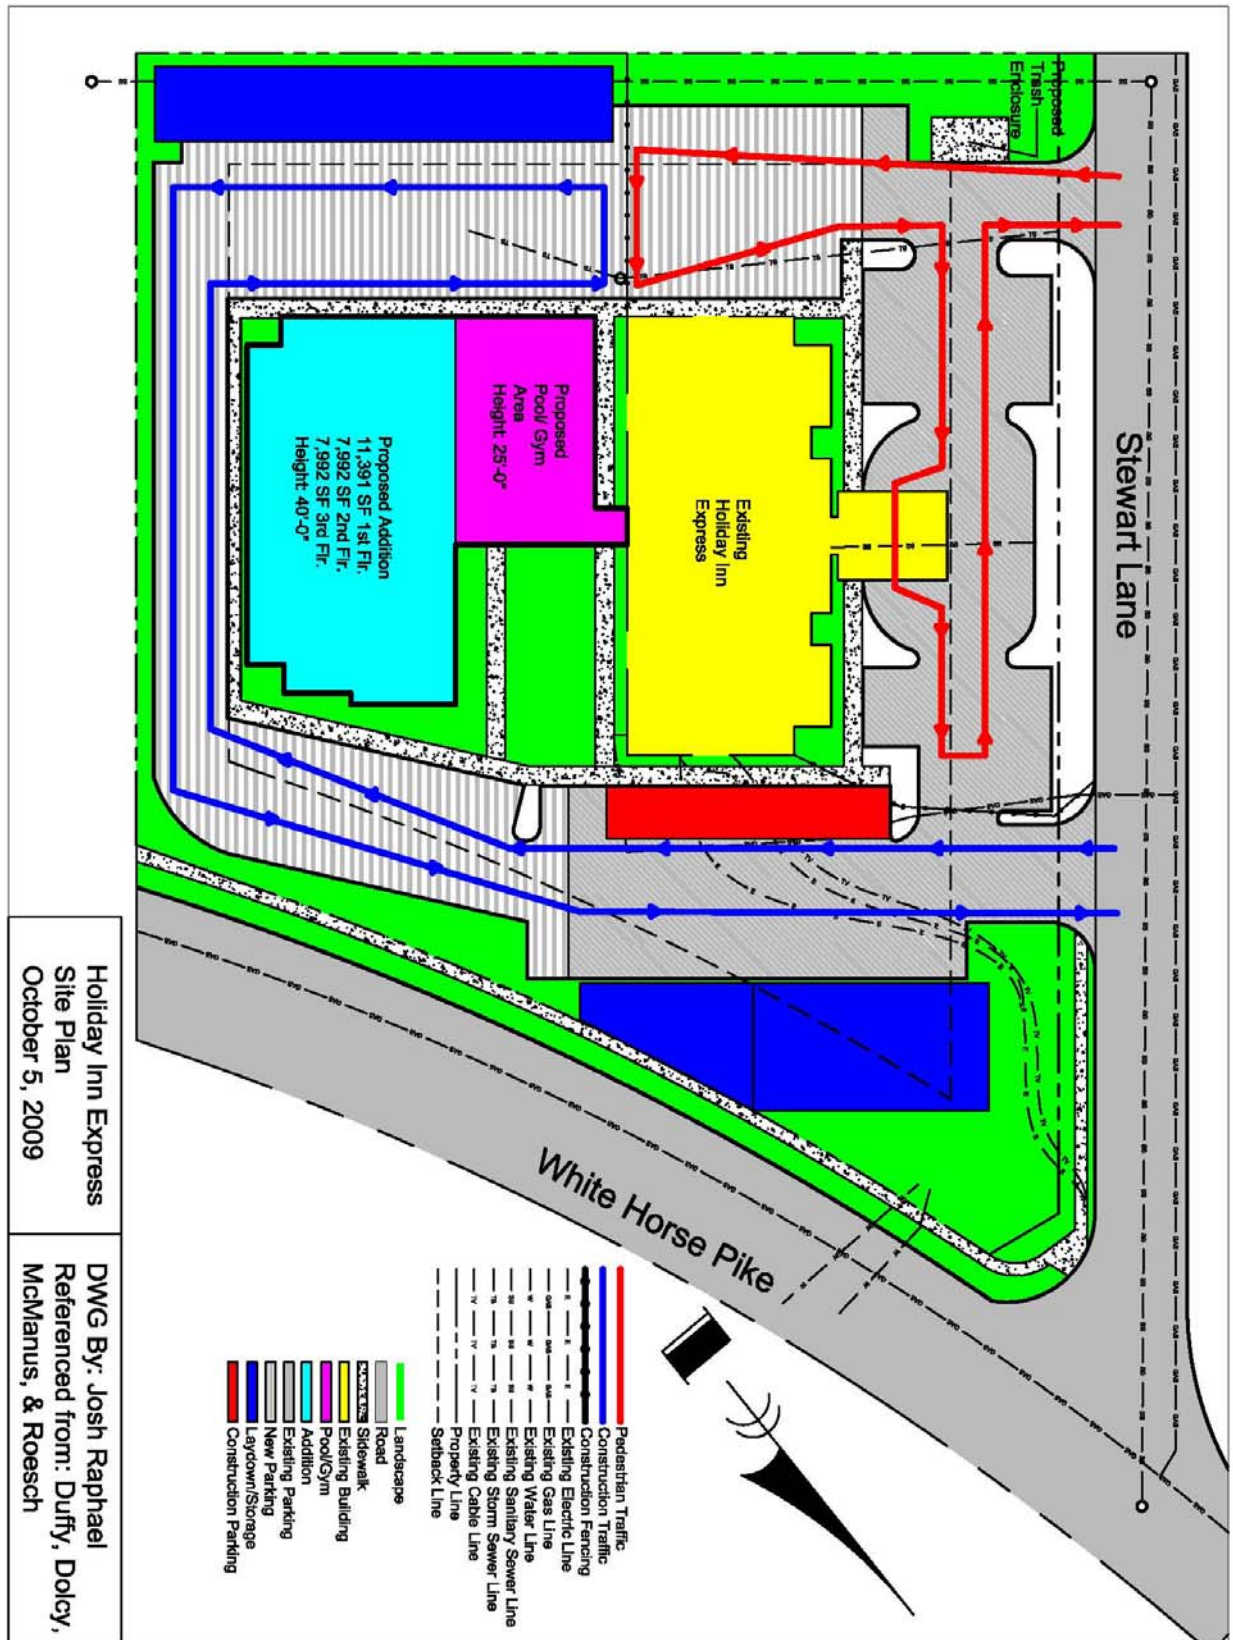 Proposed
Trash
Enclosure
Stewart Lane
Existing
Holiday Inn
Express
Proposed
Pool/ Gym
Area
Height: 25'-0"
Proposed Addition
11,391 SF 1st Flr.
7,992 SF 2nd Flr.
7,992 SF 3rd Flr.
Height: 40'-0"
White Horse Pike
Pedestrian Traffic
Construction Traffic
Construction Fencing
Existing Electric Line
Existing Gas Line
Existing Water Line
Existing Sanitary Sewer Line
Existing Storm Sewer Line
Existing Cable Line
Property Line
Setback Line
Landscape
Road
Sidewalk
Existing Building
Pool/Gym
Addition
Existing Parking
New Parking
Laydown/Storage
Construction Parking
Holiday Inn Express
Site Plan
October 5, 2009
DWG By: Josh Raphael
Referenced from: Duffy, Dolcy,
McManus, & Roesch